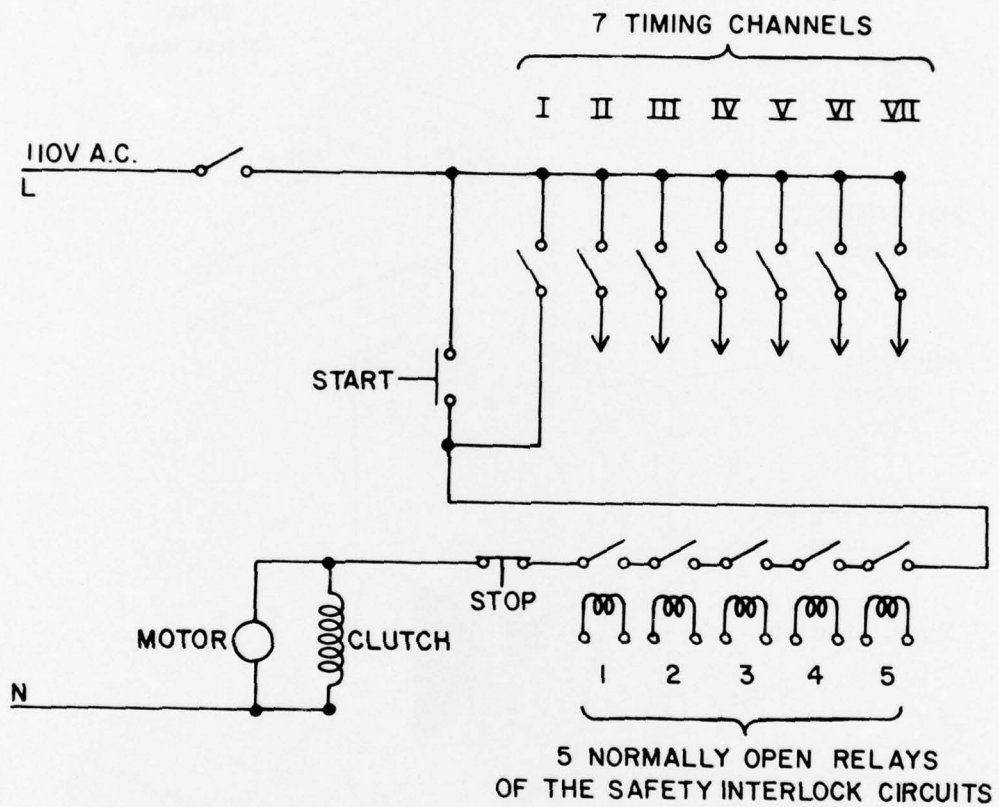 7 TIMING CHANNELS
I II III IV V VI VII
110V A.C.
L
START
STOP
MOTOR
CLUTCH
N
1 2 3 4 5
5 NORMALLY OPEN RELAYS
OF THE SAFETY INTERLOCK CIRCUITS